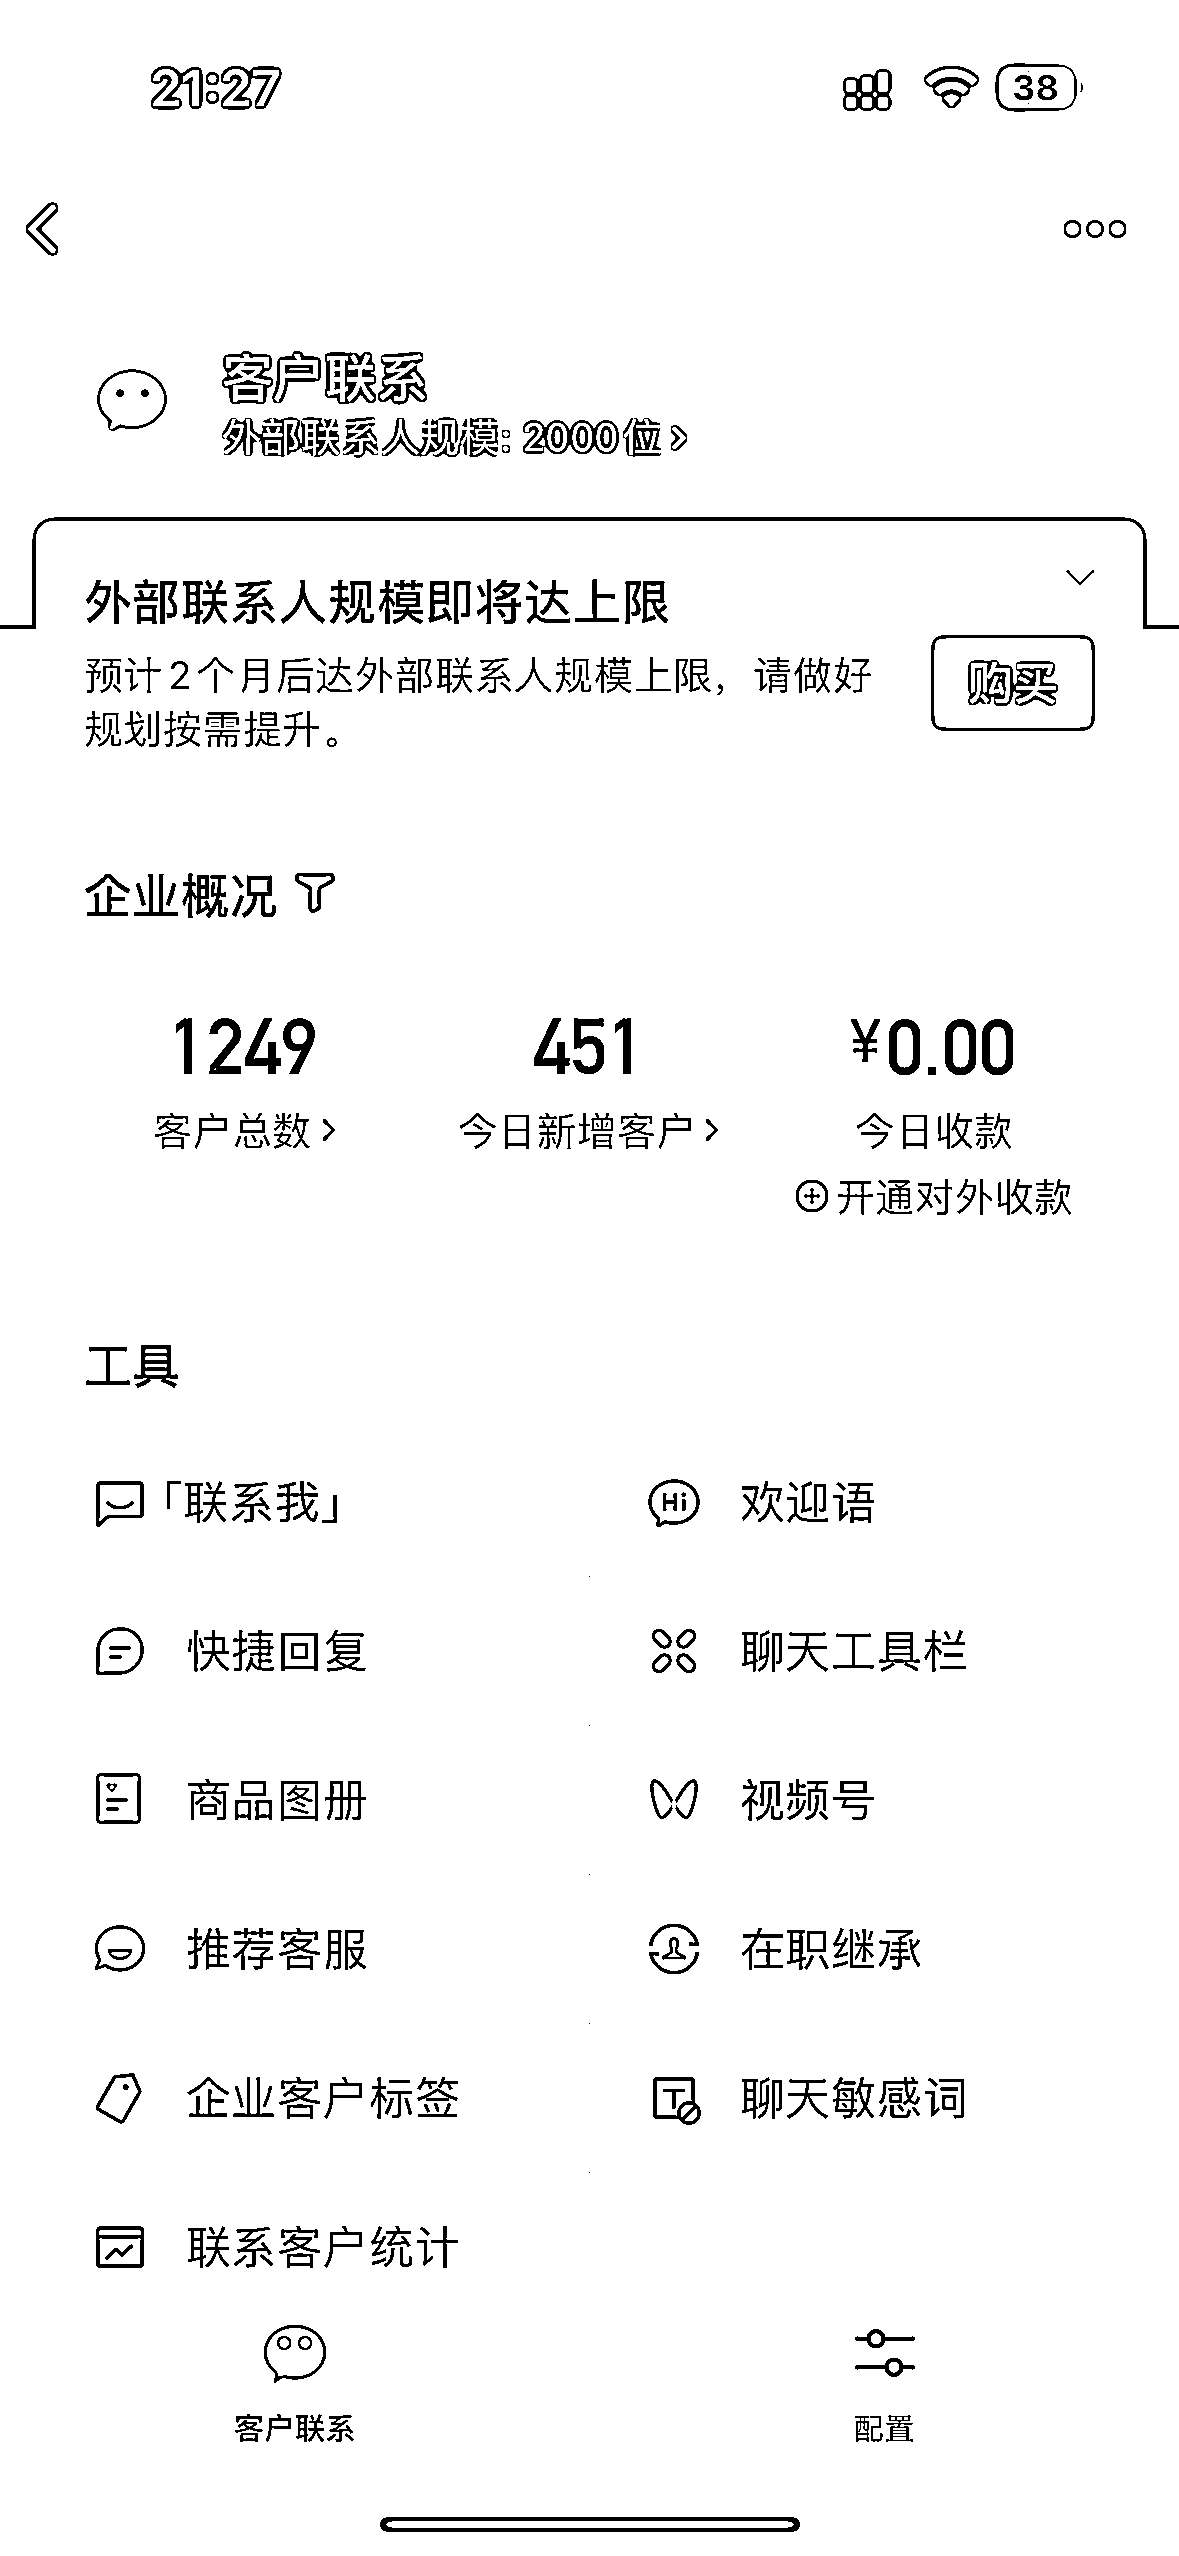 21:27
38
客户联系
外部联系人规模: 2000位
外部联系人规模即将达上限
预计2个月后达外部联系人规模上限，请做好
规划按需提升。
购买
企业概况
1249
451
¥0.00
客户总数
今日新增客户
今日收款
开通对外收款
工具
「联系我」
Hi
欢迎语
快捷回复
聊天工具栏
商品图册
视频号
推荐客服
在职继承
企业客户标签
T
聊天敏感词
联系客户统计
客户联系
配置